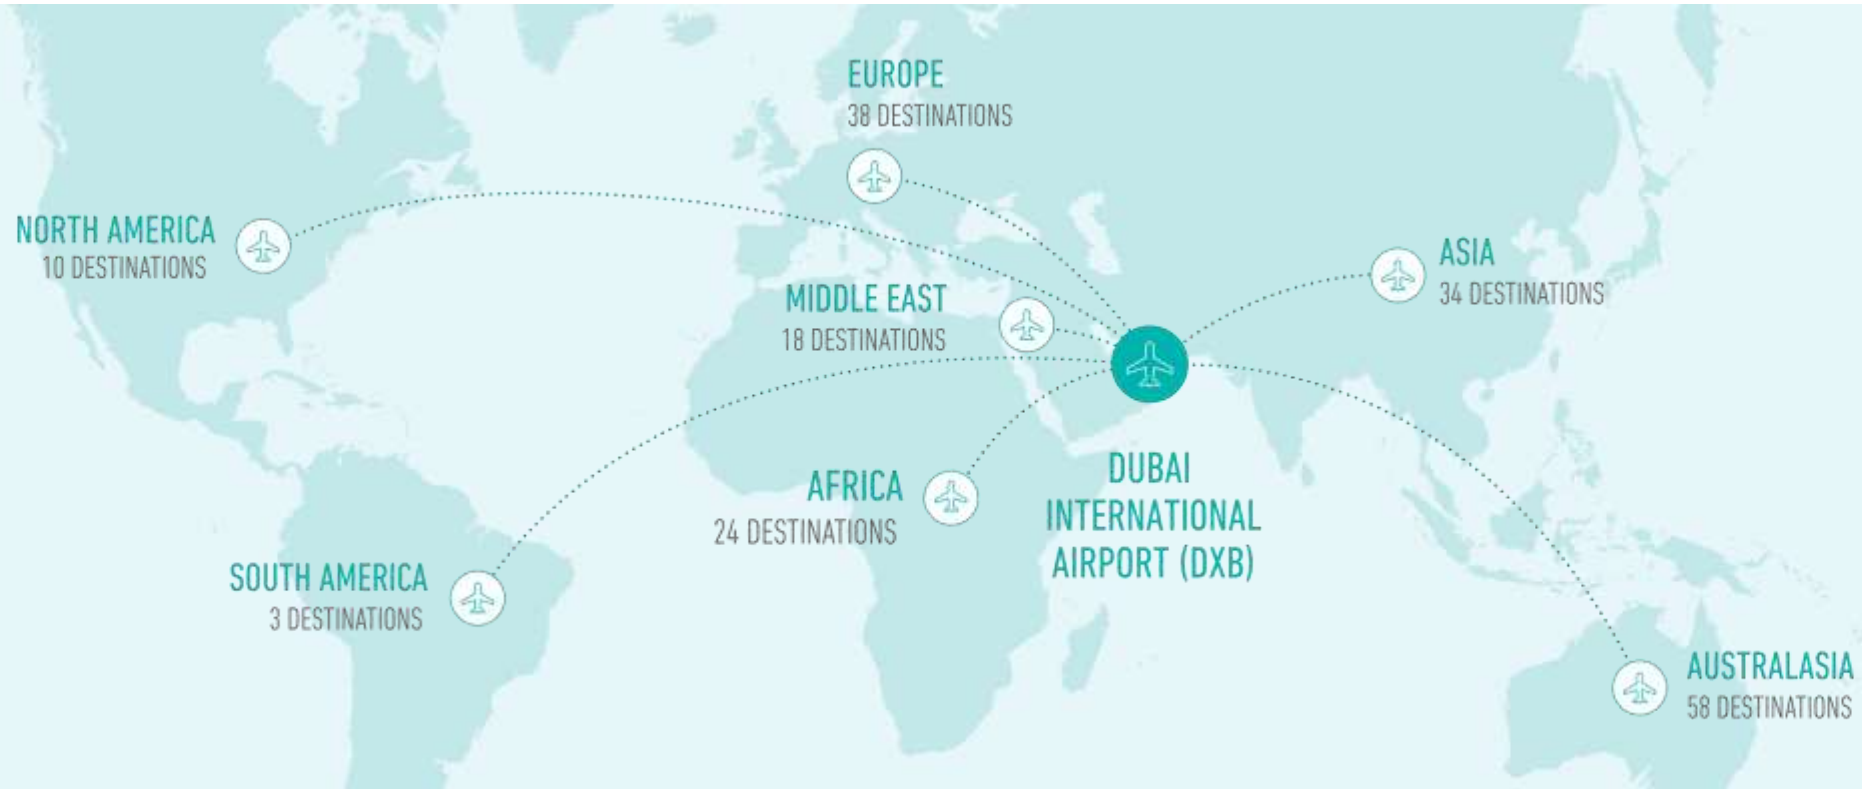 EUROPE
38 DESTINATIONS
NORTH AMERICA
10 DESTINATIONS
ASIA
34 DESTINATIONS
MIDDLE EAST
18 DESTINATIONS
AFRICA
24 DESTINATIONS
DUBAI
INTERNATIONAL
AIRPORT (DXB)
SOUTH AMERICA
3 DESTINATIONS
AUSTRALASIA
58 DESTINATIONS